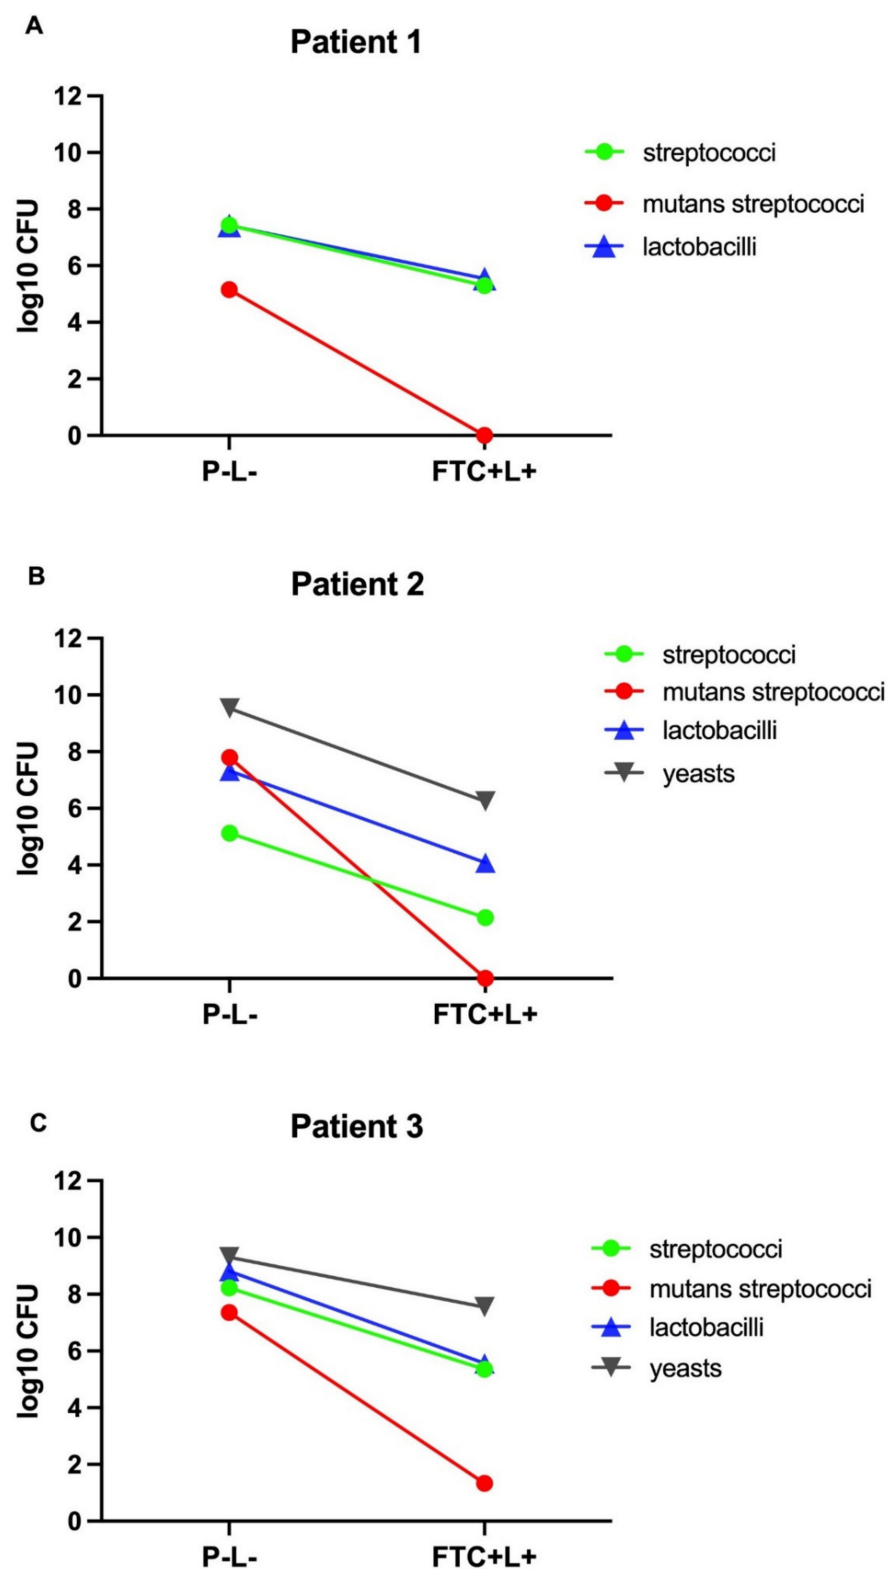 A
Patient 1
12
10
8
6
4
2
0
log10 CFU
P-L-
FTC+L+
streptococci
mutans streptococci
lactobacilli
B
Patient 2
12
10
8
6
4
2
0
log10 CFU
P-L-
FTC+L+
streptococci
mutans streptococci
lactobacilli
yeasts
C
Patient 3
12
10
8
6
4
2
0
log10 CFU
P-L-
FTC+L+
streptococci
mutans streptococci
lactobacilli
yeasts